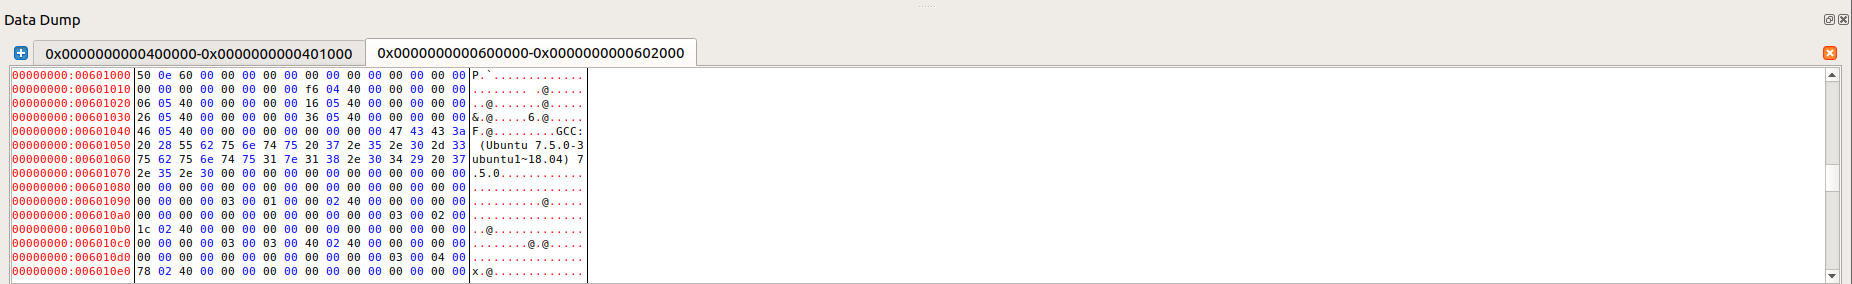 Data Dump
0x0000000000400000-0x0000000000401000 0x0000000000600000-0x0000000000602000
00000000:00601000 50 0e 60 00 00 00 00 00 00 00 00 00 00 00 00 00 P.`.............
00000000:00601010 00 00 00 00 00 00 00 00 f6 04 40 00 00 00 00 00 ........ .@.....
00000000:00601020 06 05 40 00 00 00 00 00 16 05 40 00 00 00 00 00 ..@.......@.....
00000000:00601030 26 05 40 00 00 00 00 00 36 05 40 00 00 00 00 00 &.@.....6.@.....
00000000:00601040 46 05 40 00 00 00 00 00 00 00 00 00 47 43 43 3a F.@.........GCC:
00000000:00601050 20 28 55 62 75 6e 74 75 20 37 2e 35 2e 30 2d 33 (Ubuntu 7.5.0-3
00000000:00601060 75 62 75 6e 74 75 31 7e 31 38 2e 30 34 29 20 37 ubuntu1~18.04) 7
00000000:00601070 2e 35 2e 30 00 00 00 00 00 00 00 00 00 00 00 00 .5.0............
00000000:00601080 00 00 00 00 00 00 00 00 00 00 00 00 00 00 00 00 ................
00000000:00601090 00 00 00 00 03 00 01 00 00 02 40 00 00 00 00 00 ..........@.....
00000000:006010a0 00 00 00 00 00 00 00 00 00 00 00 00 03 00 02 00 ................
00000000:006010b0 1c 02 40 00 00 00 00 00 00 00 00 00 00 00 00 00 ..@.............
00000000:006010c0 00 00 00 00 03 00 03 00 40 02 40 00 00 00 00 00 ........@.@.....
00000000:006010d0 00 00 00 00 00 00 00 00 00 00 00 00 03 00 04 00 ................
00000000:006010e0 78 02 40 00 00 00 00 00 00 00 00 00 00 00 00 00 x.@.............